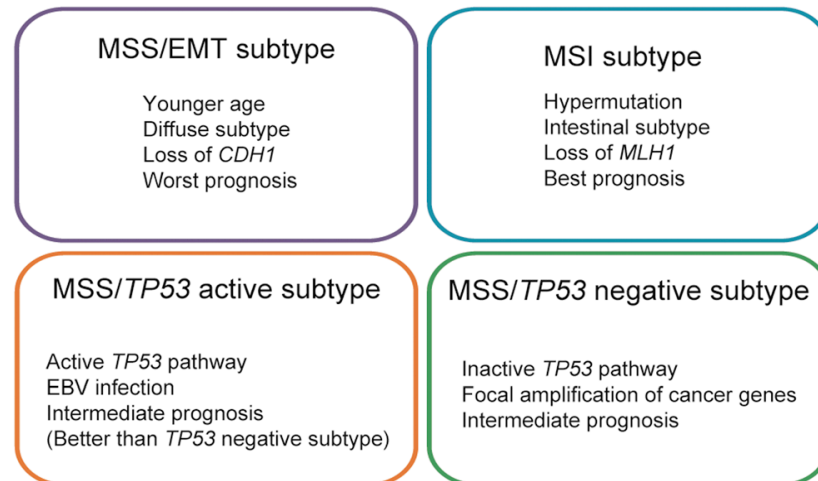 MSS/EMT subtype
Younger age
Diffuse subtype
Loss of CDH1
Worst prognosis
MSI subtype
Hypermutation
Intestinal subtype
Loss of MLH1
Best prognosis
MSS/TP53 active subtype
Active TP53 pathway
EBV infection
Intermediate prognosis
(Better than TP53 negative subtype)
MSS/TP53 negative subtype
Inactive TP53 pathway
Focal amplification of cancer genes
Intermediate prognosis